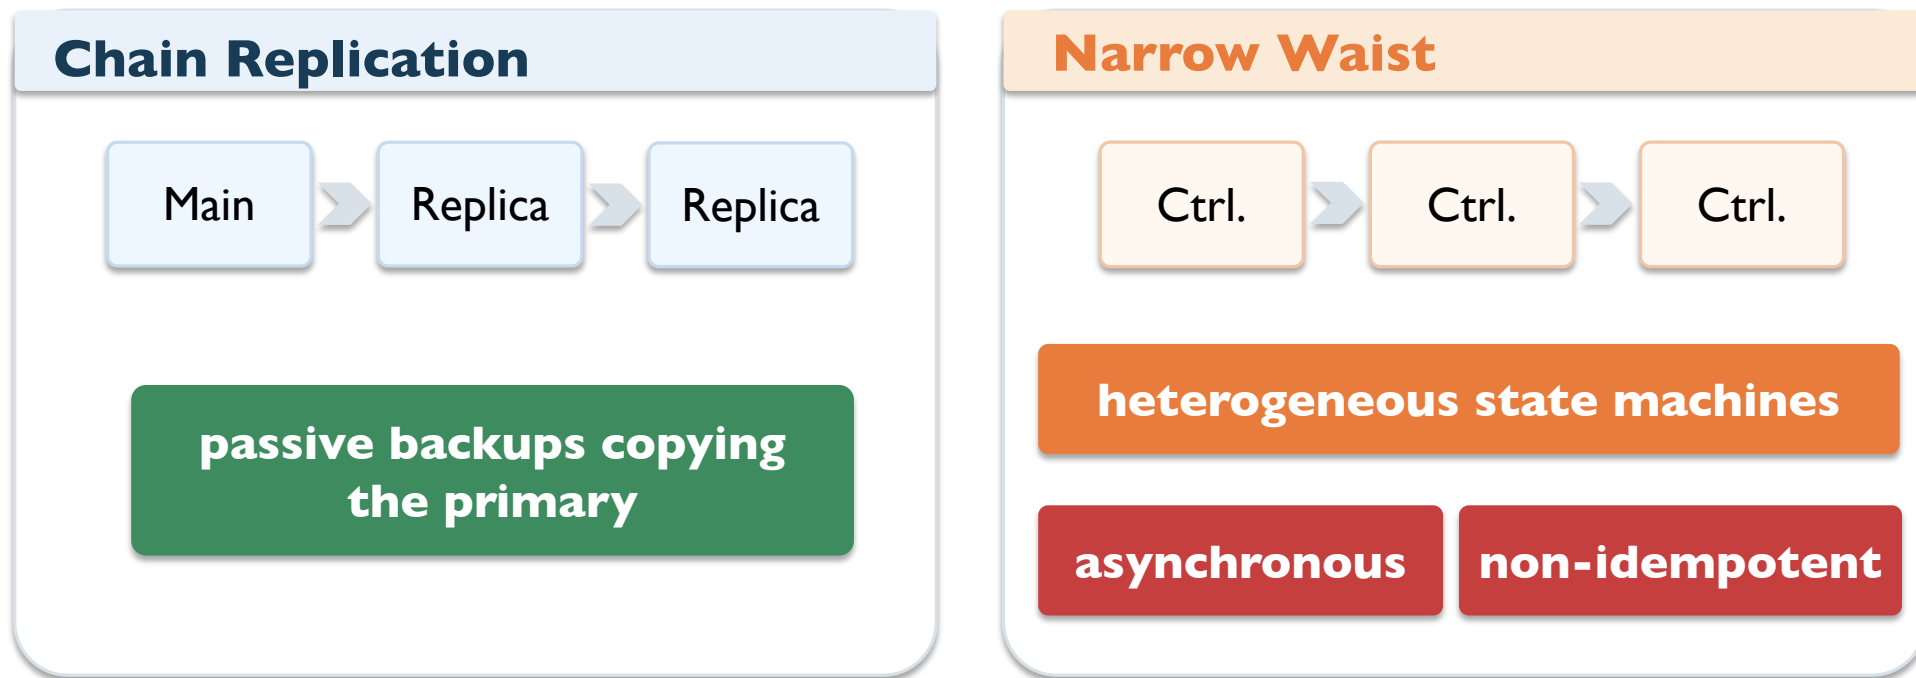 Chain Replication
Main
Replica
Replica
passive backups copying
the primary
Narrow Waist
Ctrl.
Ctrl.
Ctrl.
heterogeneous state machines
asynchronous
non-idempotent